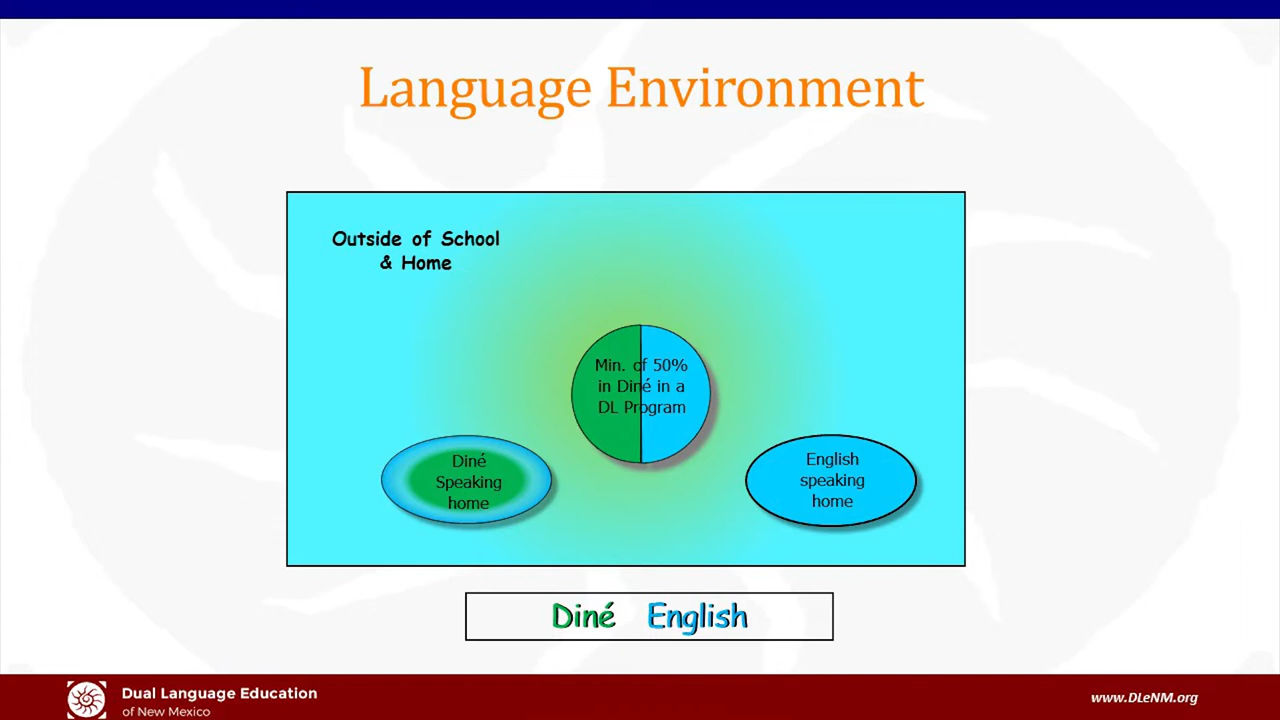 Language Environment
Outside of School
& Home
Min. of 50%
in Diné in a
DL Program
Diné
Speaking
home
English
speaking
home
Diné English
Dual Language Education
of New Mexico
www.DLeNM.org